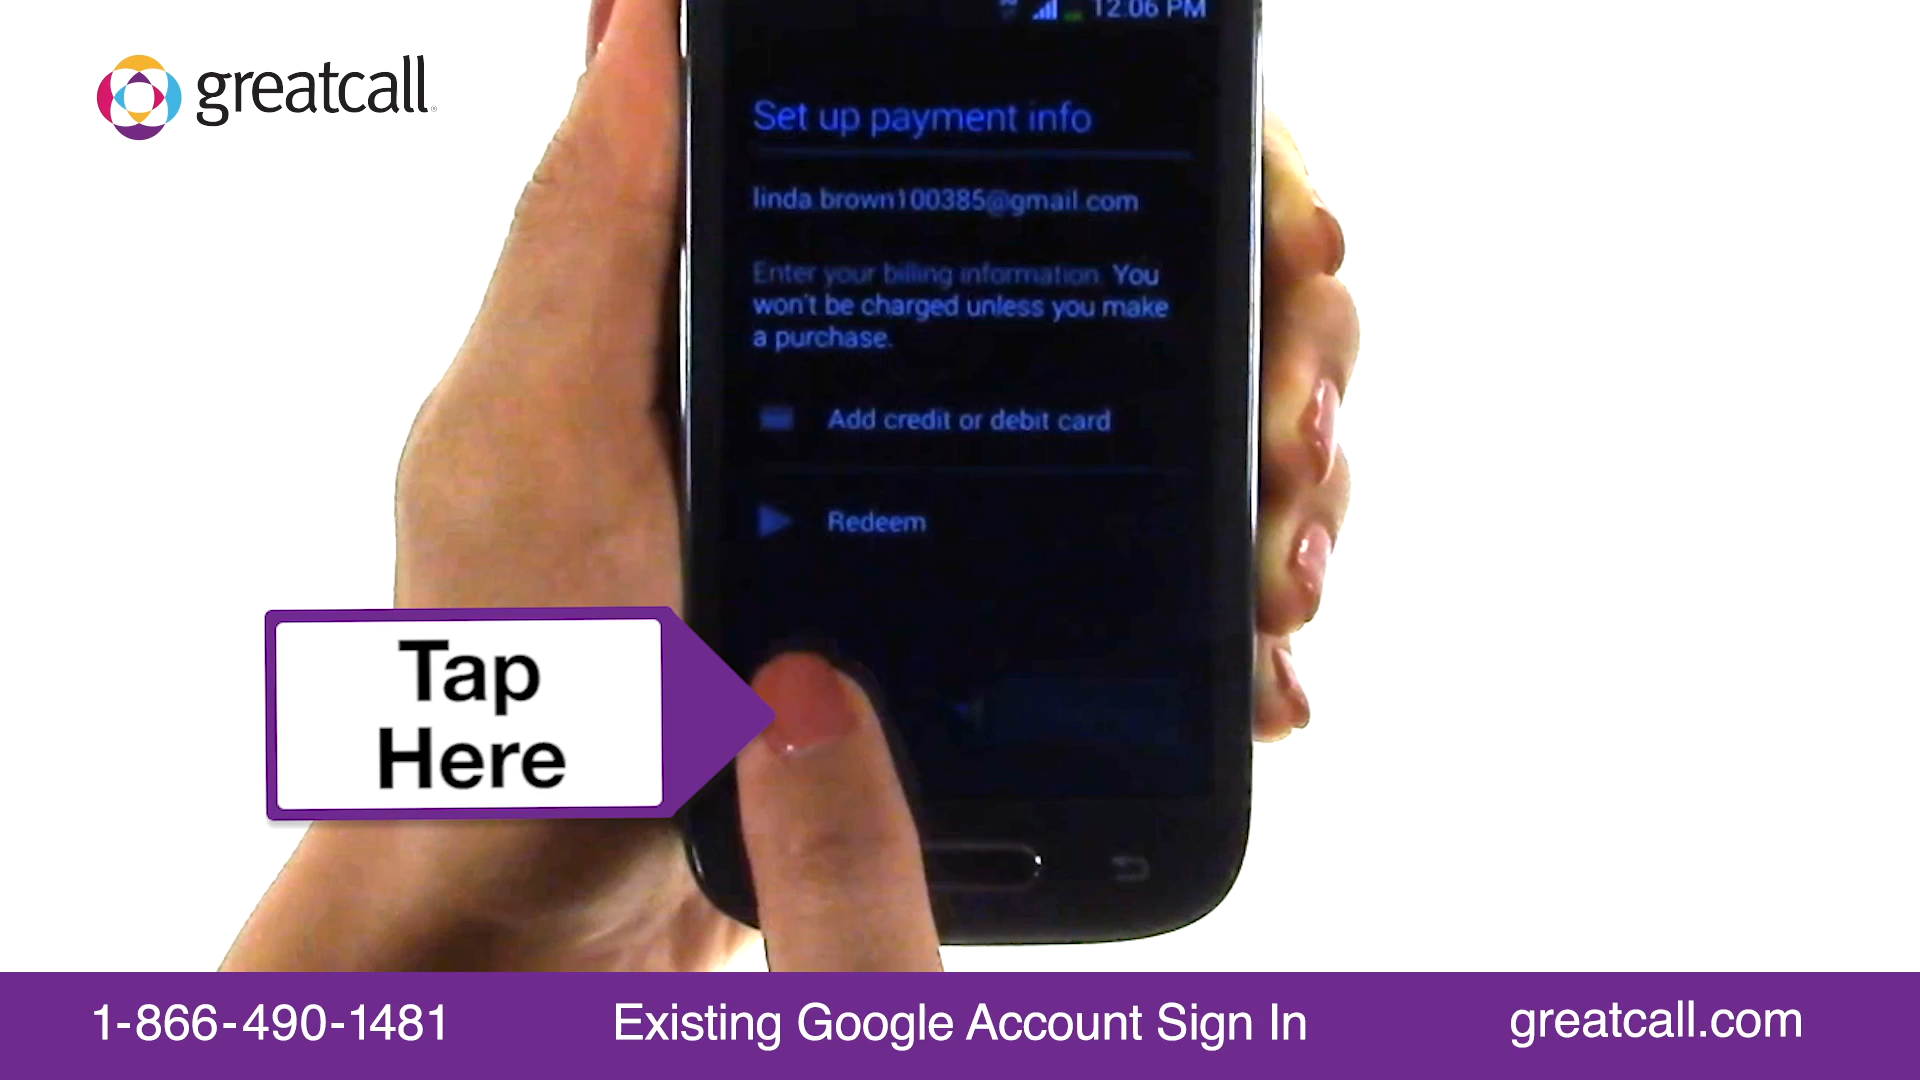 greatcall
12:06 PM
Set up payment info
linda.brown100385@gmail.com
Enter your billing information. You
won't be charged unless you make
a purchase.
Add credit or debit card
Redeem
Tap
Here
1-866-490-1481
Existing Google Account Sign In
greatcall.com